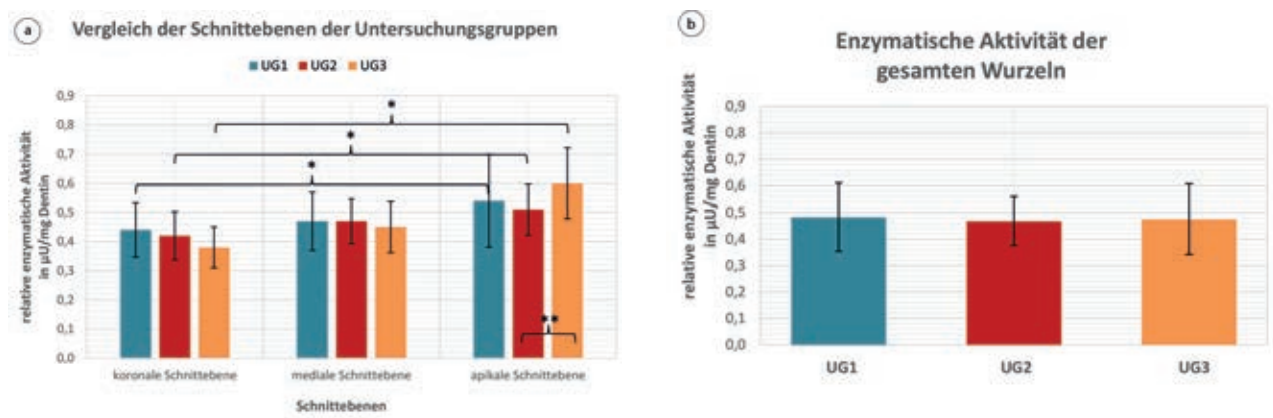 a
Vergleich der Schnittebenen der Untersuchungsgruppen
UG1 UG2 UG3
relative enzymatische Aktivität
in µU/mg Dentin
0,9
0,8
0,7
0,6
0,5
0,4
0,3
0,2
0,1
0,0
*
*
*
**
koronale Schnittebene mediale Schnittebene apikale Schnittebene
Schnittebenen
b
Enzymatische Aktivität der
gesamten Wurzeln
relative enzymatische Aktivität
in µU/mg Dentin
0,9
0,8
0,7
0,6
0,5
0,4
0,3
0,2
0,1
0,0
UG1 UG2 UG3